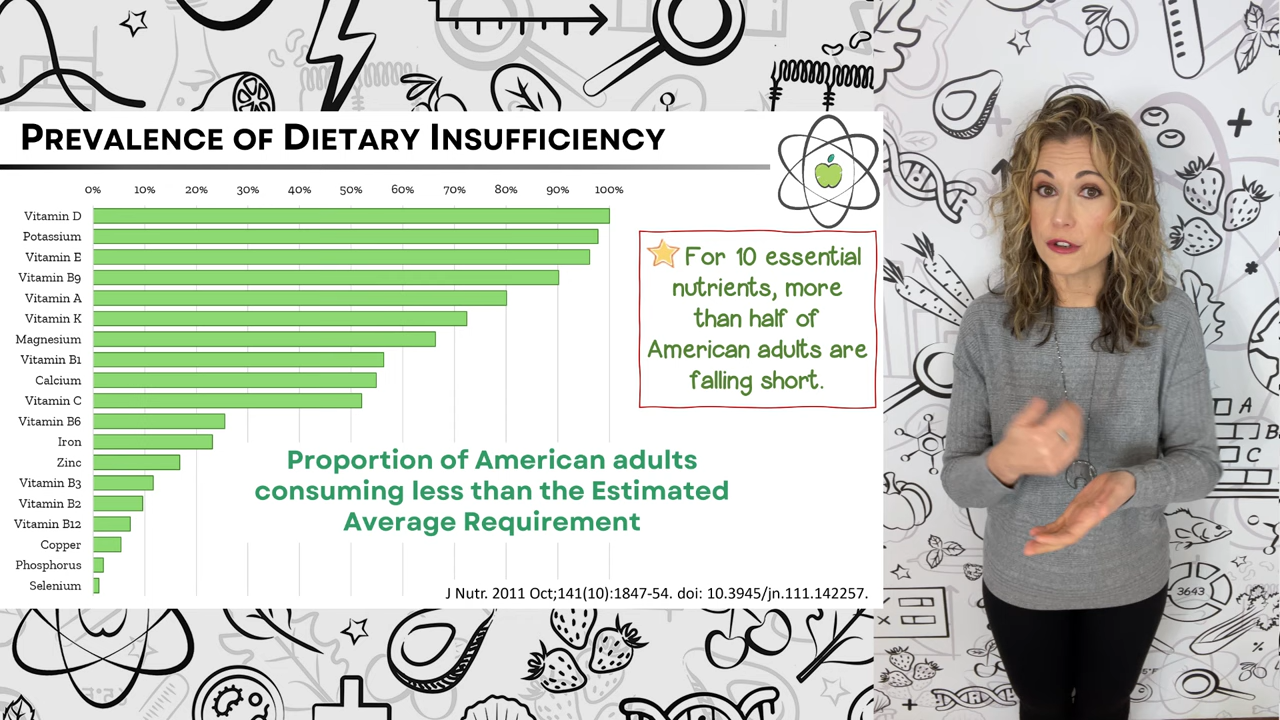 PREVALENCE OF DIETARY INSUFFICIENCY
0% 10% 20% 30% 40% 50% 60% 70% 80% 90% 100%
Vitamin D
Potassium
Vitamin E
Vitamin B9
Vitamin A
Vitamin K
Magnesium
Vitamin B1
Calcium
Vitamin C
Vitamin B6
Iron
Zinc
Vitamin B3
Vitamin B2
Vitamin B12
Copper
Phosphorus
Selenium
For 10 essential
nutrients, more
than half of
American adults are
falling short.
Proportion of American adults
consuming less than the Estimated
Average Requirement
J Nutr. 2011 Oct;141(10):1847-54. doi: 10.3945/jn.111.142257.
A
B
C
3643
x
%